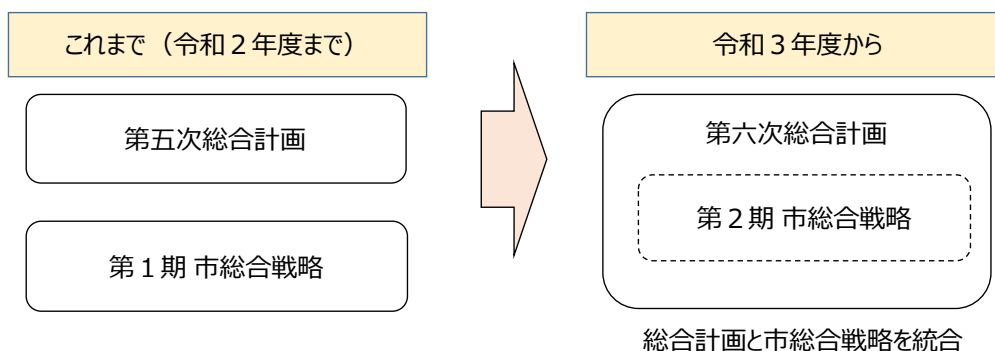 これまで（令和２年度まで）
第五次総合計画
第１期 市総合戦略
令和３年度から
第六次総合計画
第２期 市総合戦略
総合計画と市総合戦略を統合